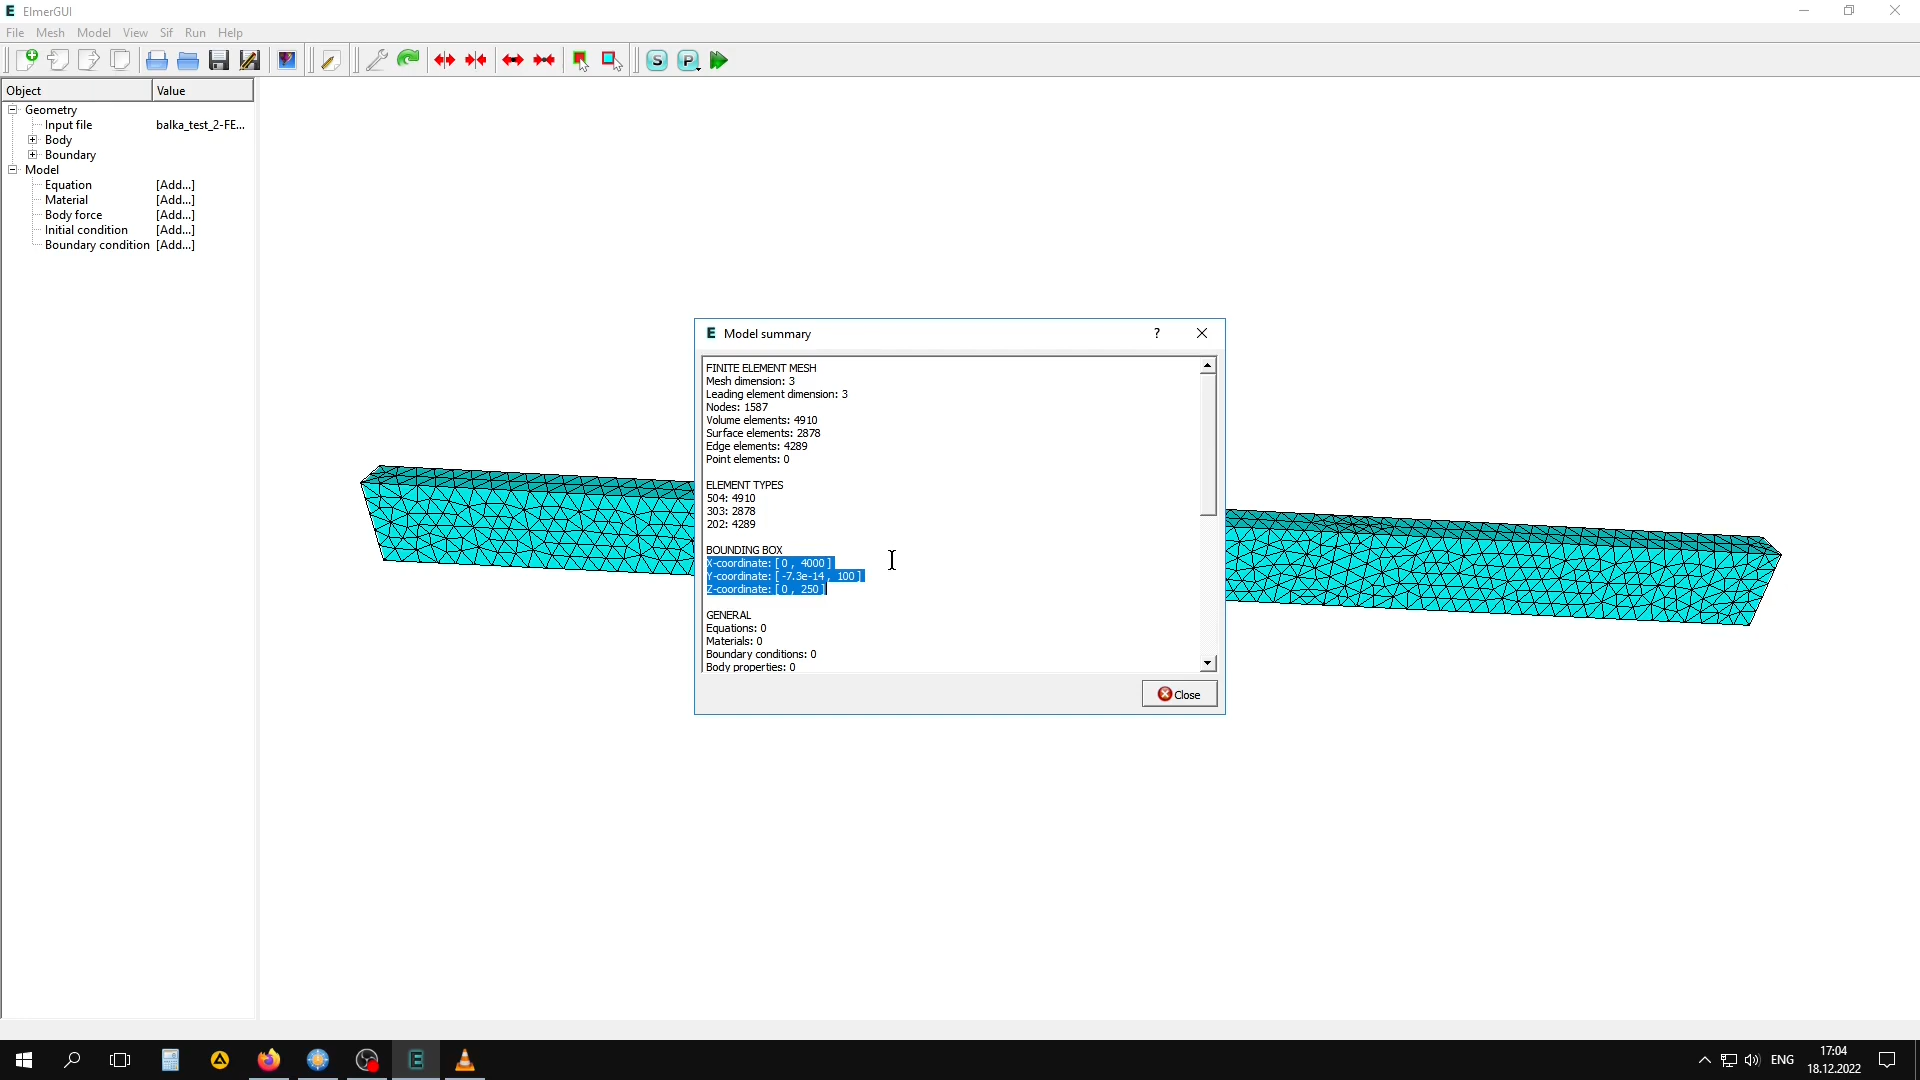 ElmerGUI
File Mesh Model View Sif Run Help
S P
Object Value
Geometry
Input file balka_test_2-FE...
Body
Boundary
Model
Equation [Add...]
Material [Add...]
Body force [Add...]
Initial condition [Add...]
Boundary condition [Add...]
Model summary ?
FINITE ELEMENT MESH
Mesh dimension: 3
Leading element dimension: 3
Nodes: 1587
Volume elements: 4910
Surface elements: 2878
Edge elements: 4289
Point elements: 0
ELEMENT TYPES
504: 4910
303: 2878
202: 4289
BOUNDING BOX
X-coordinate: [ 0 , 4000 ]
Y-coordinate: [ -7.3e-14 , 100 ]
Z-coordinate: [ 0 , 250 ]
GENERAL
Equations: 0
Materials: 0
Boundary conditions: 0
Body properties: 0
Close
ENG
17:04
18.12.2022